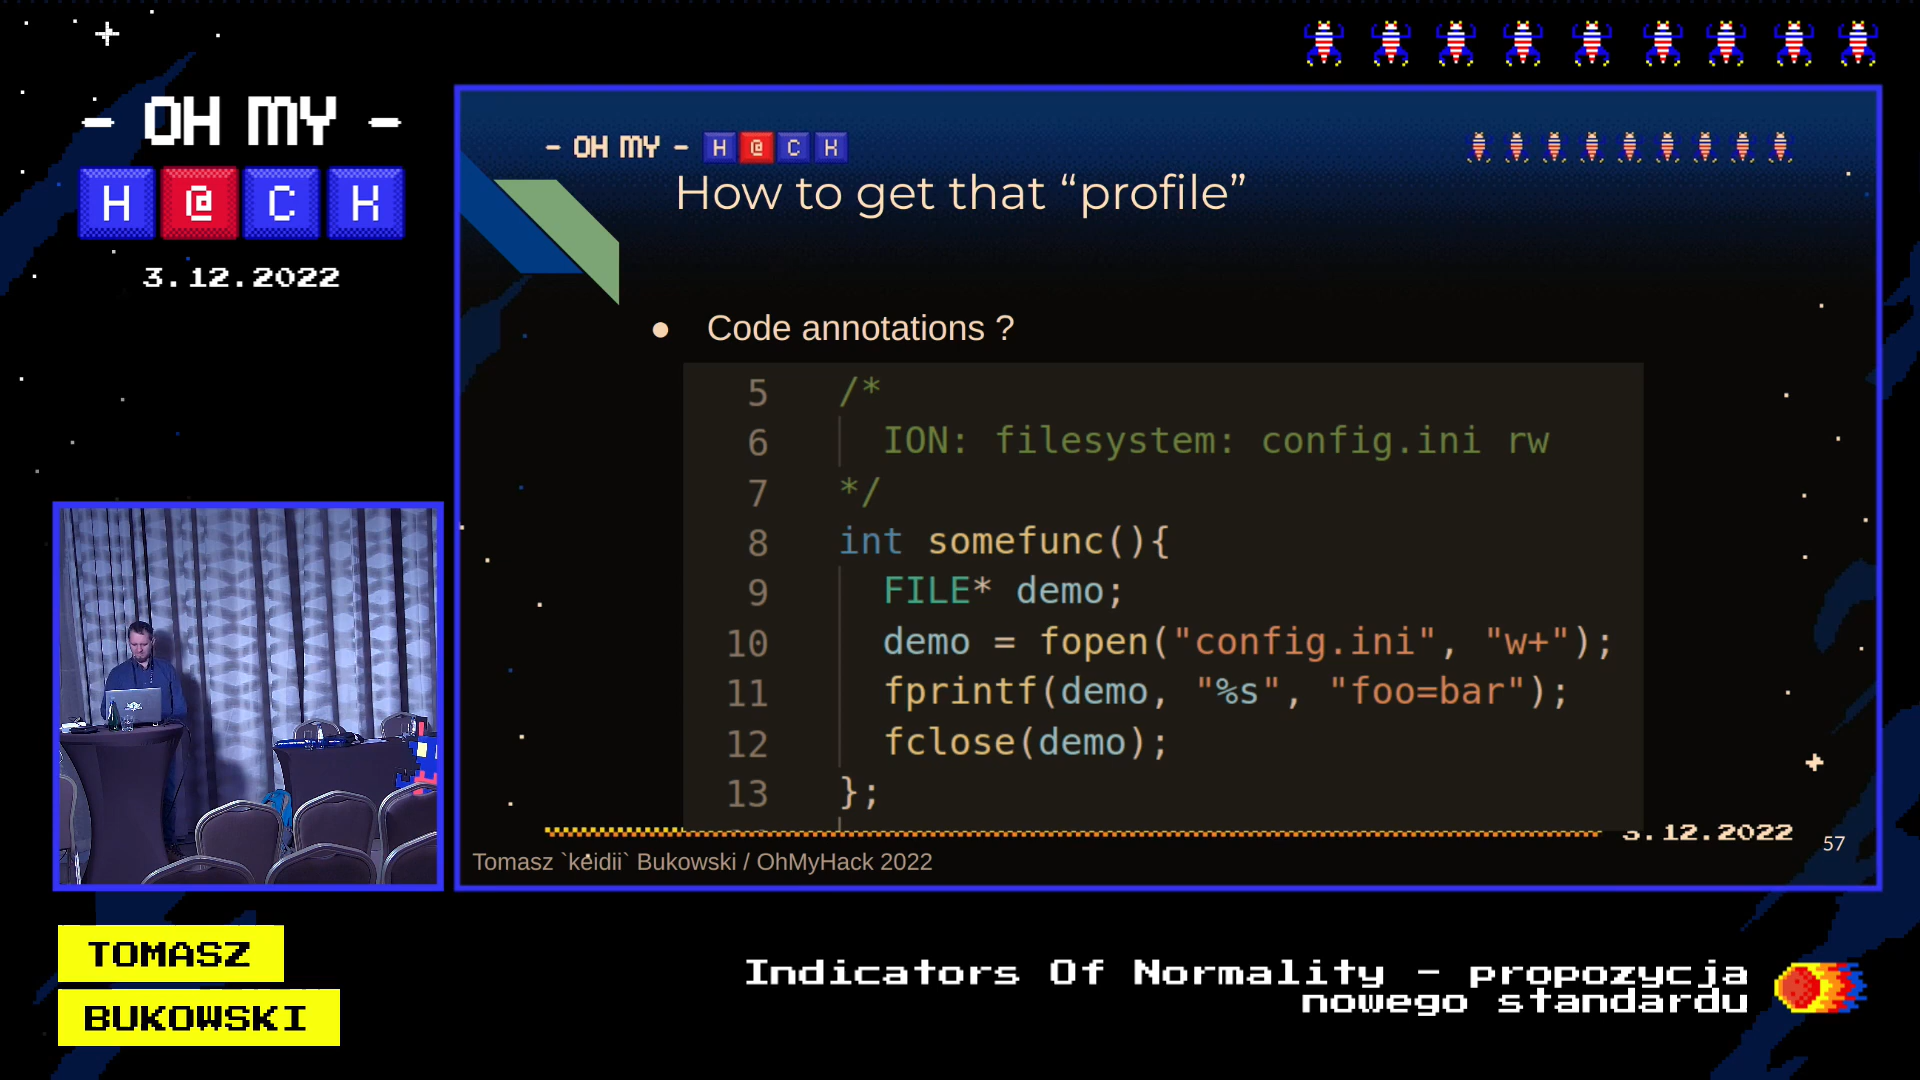 - OH MY -
H @ C K
3.12.2022
- OH MY - H @ C K
How to get that “profile”
● Code annotations ?
5 /*
6 ION: filesystem: config.ini rw
7 */
8 int somefunc(){
9 FILE* demo;
10 demo = fopen("config.ini", "w+");
11 fprintf(demo, "%s", "foo=bar");
12 fclose(demo);
13 };
3.12.2022
57
Tomasz `keidii` Bukowski / OhMyHack 2022
TOMASZ
BUKOWSKI
Indicators Of Normality - propozycja
nowego standardu